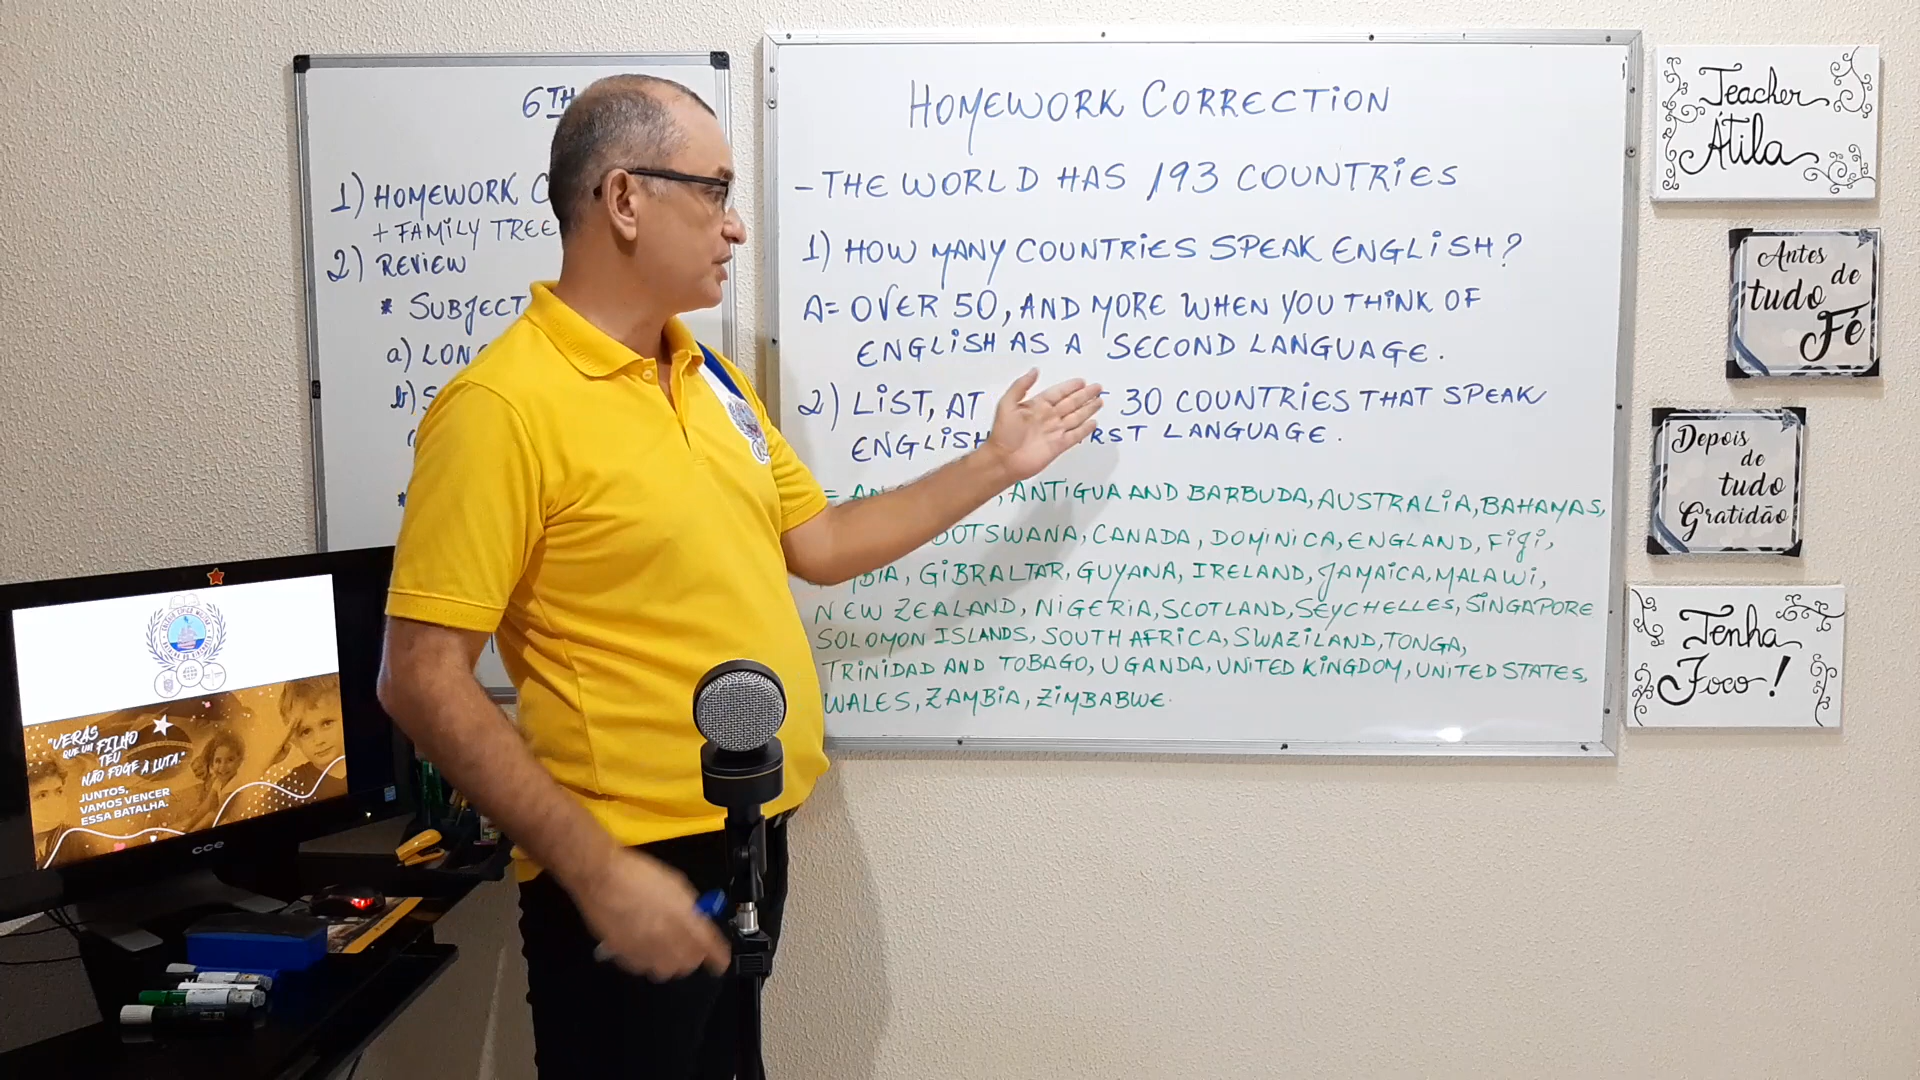 6TH
1) HOMEWORK C
+ FAMILY TREE
2) REVIEW
* SUBJECT
a) LONG
b) S
HOMEWORK CORRECTION
- THE WORLD HAS 193 COUNTRIES
1) HOW MANY COUNTRIES SPEAK ENGLISH?
A= OVER 50, AND MORE WHEN YOU THINK OF
ENGLISH AS A SECOND LANGUAGE.
2) LIST, AT 30 COUNTRIES THAT SPEAK
ENGLISH RST LANGUAGE.
= AN , ANTIGUA AND BARBUDA, AUSTRALIA, BAHAMAS,
BOTSWANA, CANADA, DOMINICA, ENGLAND, FIJI,
MBIA, GIBRALTAR, GUYANA, IRELAND, JAMAICA, MALAWI,
NEW ZEALAND, NIGERIA, SCOTLAND, SEYCHELLES, SINGAPORE
SOLOMON ISLANDS, SOUTH AFRICA, SWAZILAND, TONGA,
TRINIDAD AND TOBAGO, UGANDA, UNITED KINGDOM, UNITED STATES,
WALES, ZAMBIA, ZIMBABWE.
Teacher
Átila
Antes
de
tudo
Fé
Depois
de
tudo
Gratidão
Tenha
Foco!
"VERÁS
QUE UM FILHO
TEU
NÃO FOGE À LUTA."
JUNTOS,
VAMOS VENCER
ESSA BATALHA.
cce